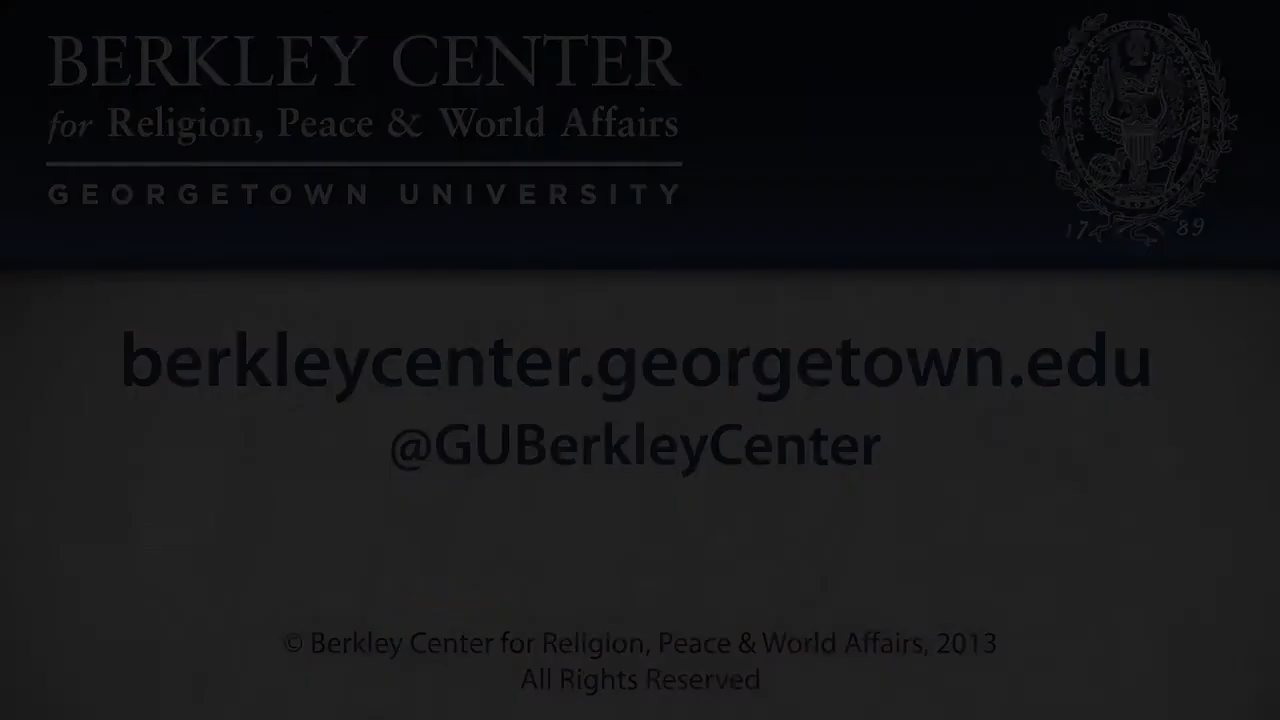 BERKLEY CENTER
for Religion, Peace & World Affairs
GEORGETOWN UNIVERSITY
1789
berkleycenter.georgetown.edu
@GUBerkleyCenter
© Berkley Center for Religion, Peace & World Affairs, 2013
All Rights Reserved